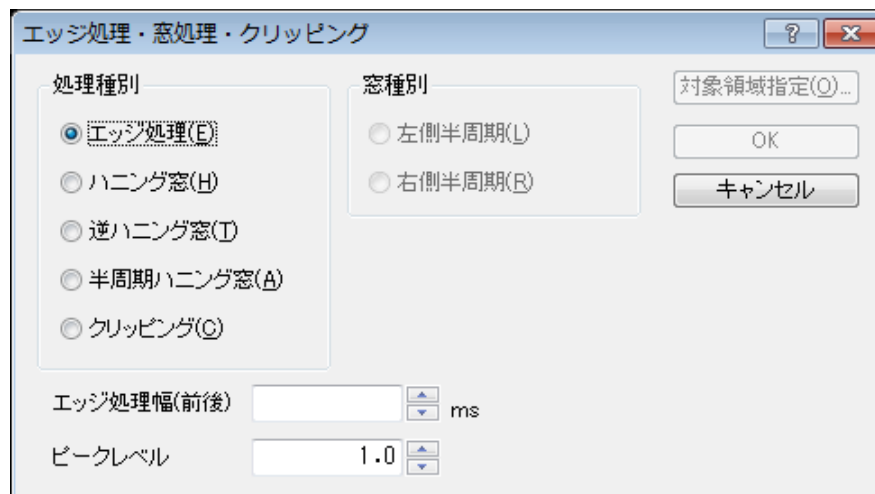 エッジ処理・窓処理・クリッピング
処理種別
エッジ処理(E)
ハニング窓(H)
逆ハニング窓(T)
半周期ハニング窓(A)
クリッピング(C)
窓種別
左側半周期(L)
右側半周期(R)
対象領域指定(O)...
OK
キャンセル
エッジ処理幅(前後) ms
ピークレベル 1.0